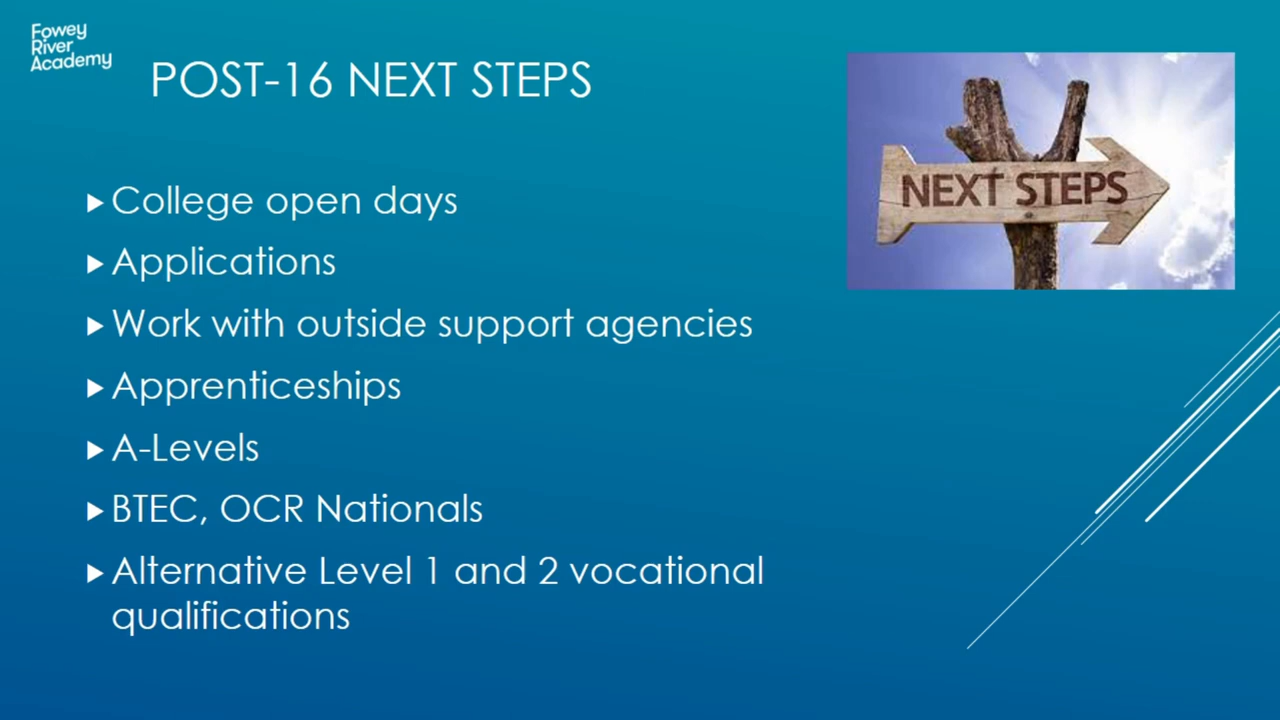 Fowey
River
Academy
POST-16 NEXT STEPS
NEXT STEPS
College open days
Applications
Work with outside support agencies
Apprenticeships
A-Levels
BTEC, OCR Nationals
Alternative Level 1 and 2 vocational
qualifications